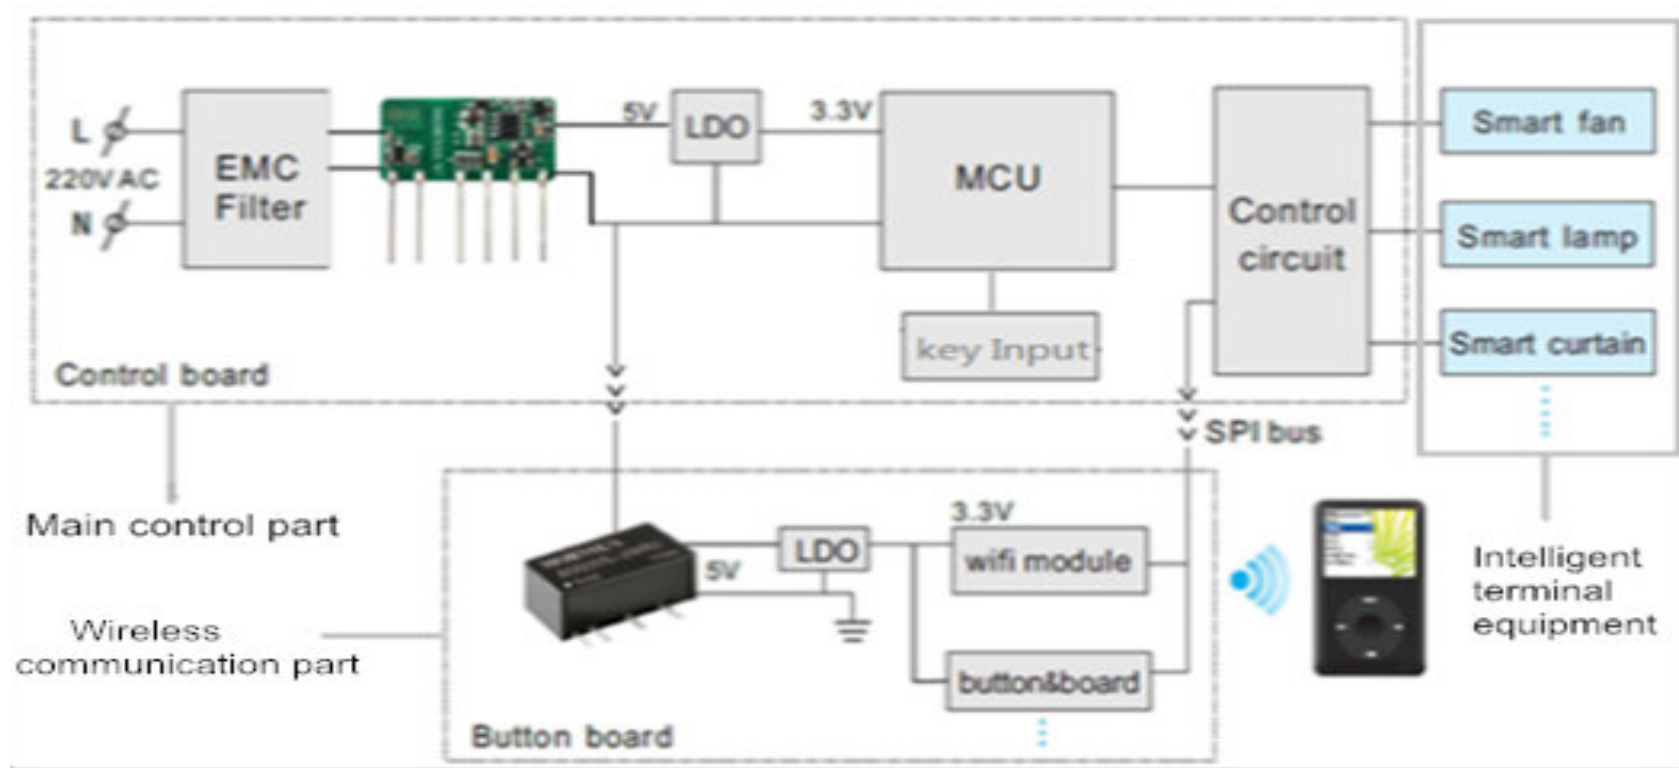 L
220V AC
N
EMC
Filter
5V
LDO
3.3V
MCU
key Input
Control
circuit
Smart fan
Smart lamp
Smart curtain
Control board
SPI bus
Main control part
Wireless
communication part
5V
LDO
3.3V
wifi module
button&board
Button board
Intelligent
terminal
equipment